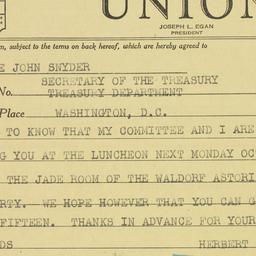 UNION
JOSEPH L. EGAN
PRESIDENT
m, subject to the terms on back hereof, which are hereby agreed to
E JOHN SNYDER
SECRETARY OF THE TREASURY
No. TREASURY DEPARTMENT
Place WASHINGTON, D.C.
TO KNOW THAT MY COMMITTEE AND I ARE
G YOU AT THE LUNCHEON NEXT MONDAY OC
THE JADE ROOM OF THE WALDORF ASTORI
RTY. WE HOPE HOWEVER THAT YOU CAN G
FIFTEEN. THANKS IN ADVANCE FOR YOUR
DS HERBERT